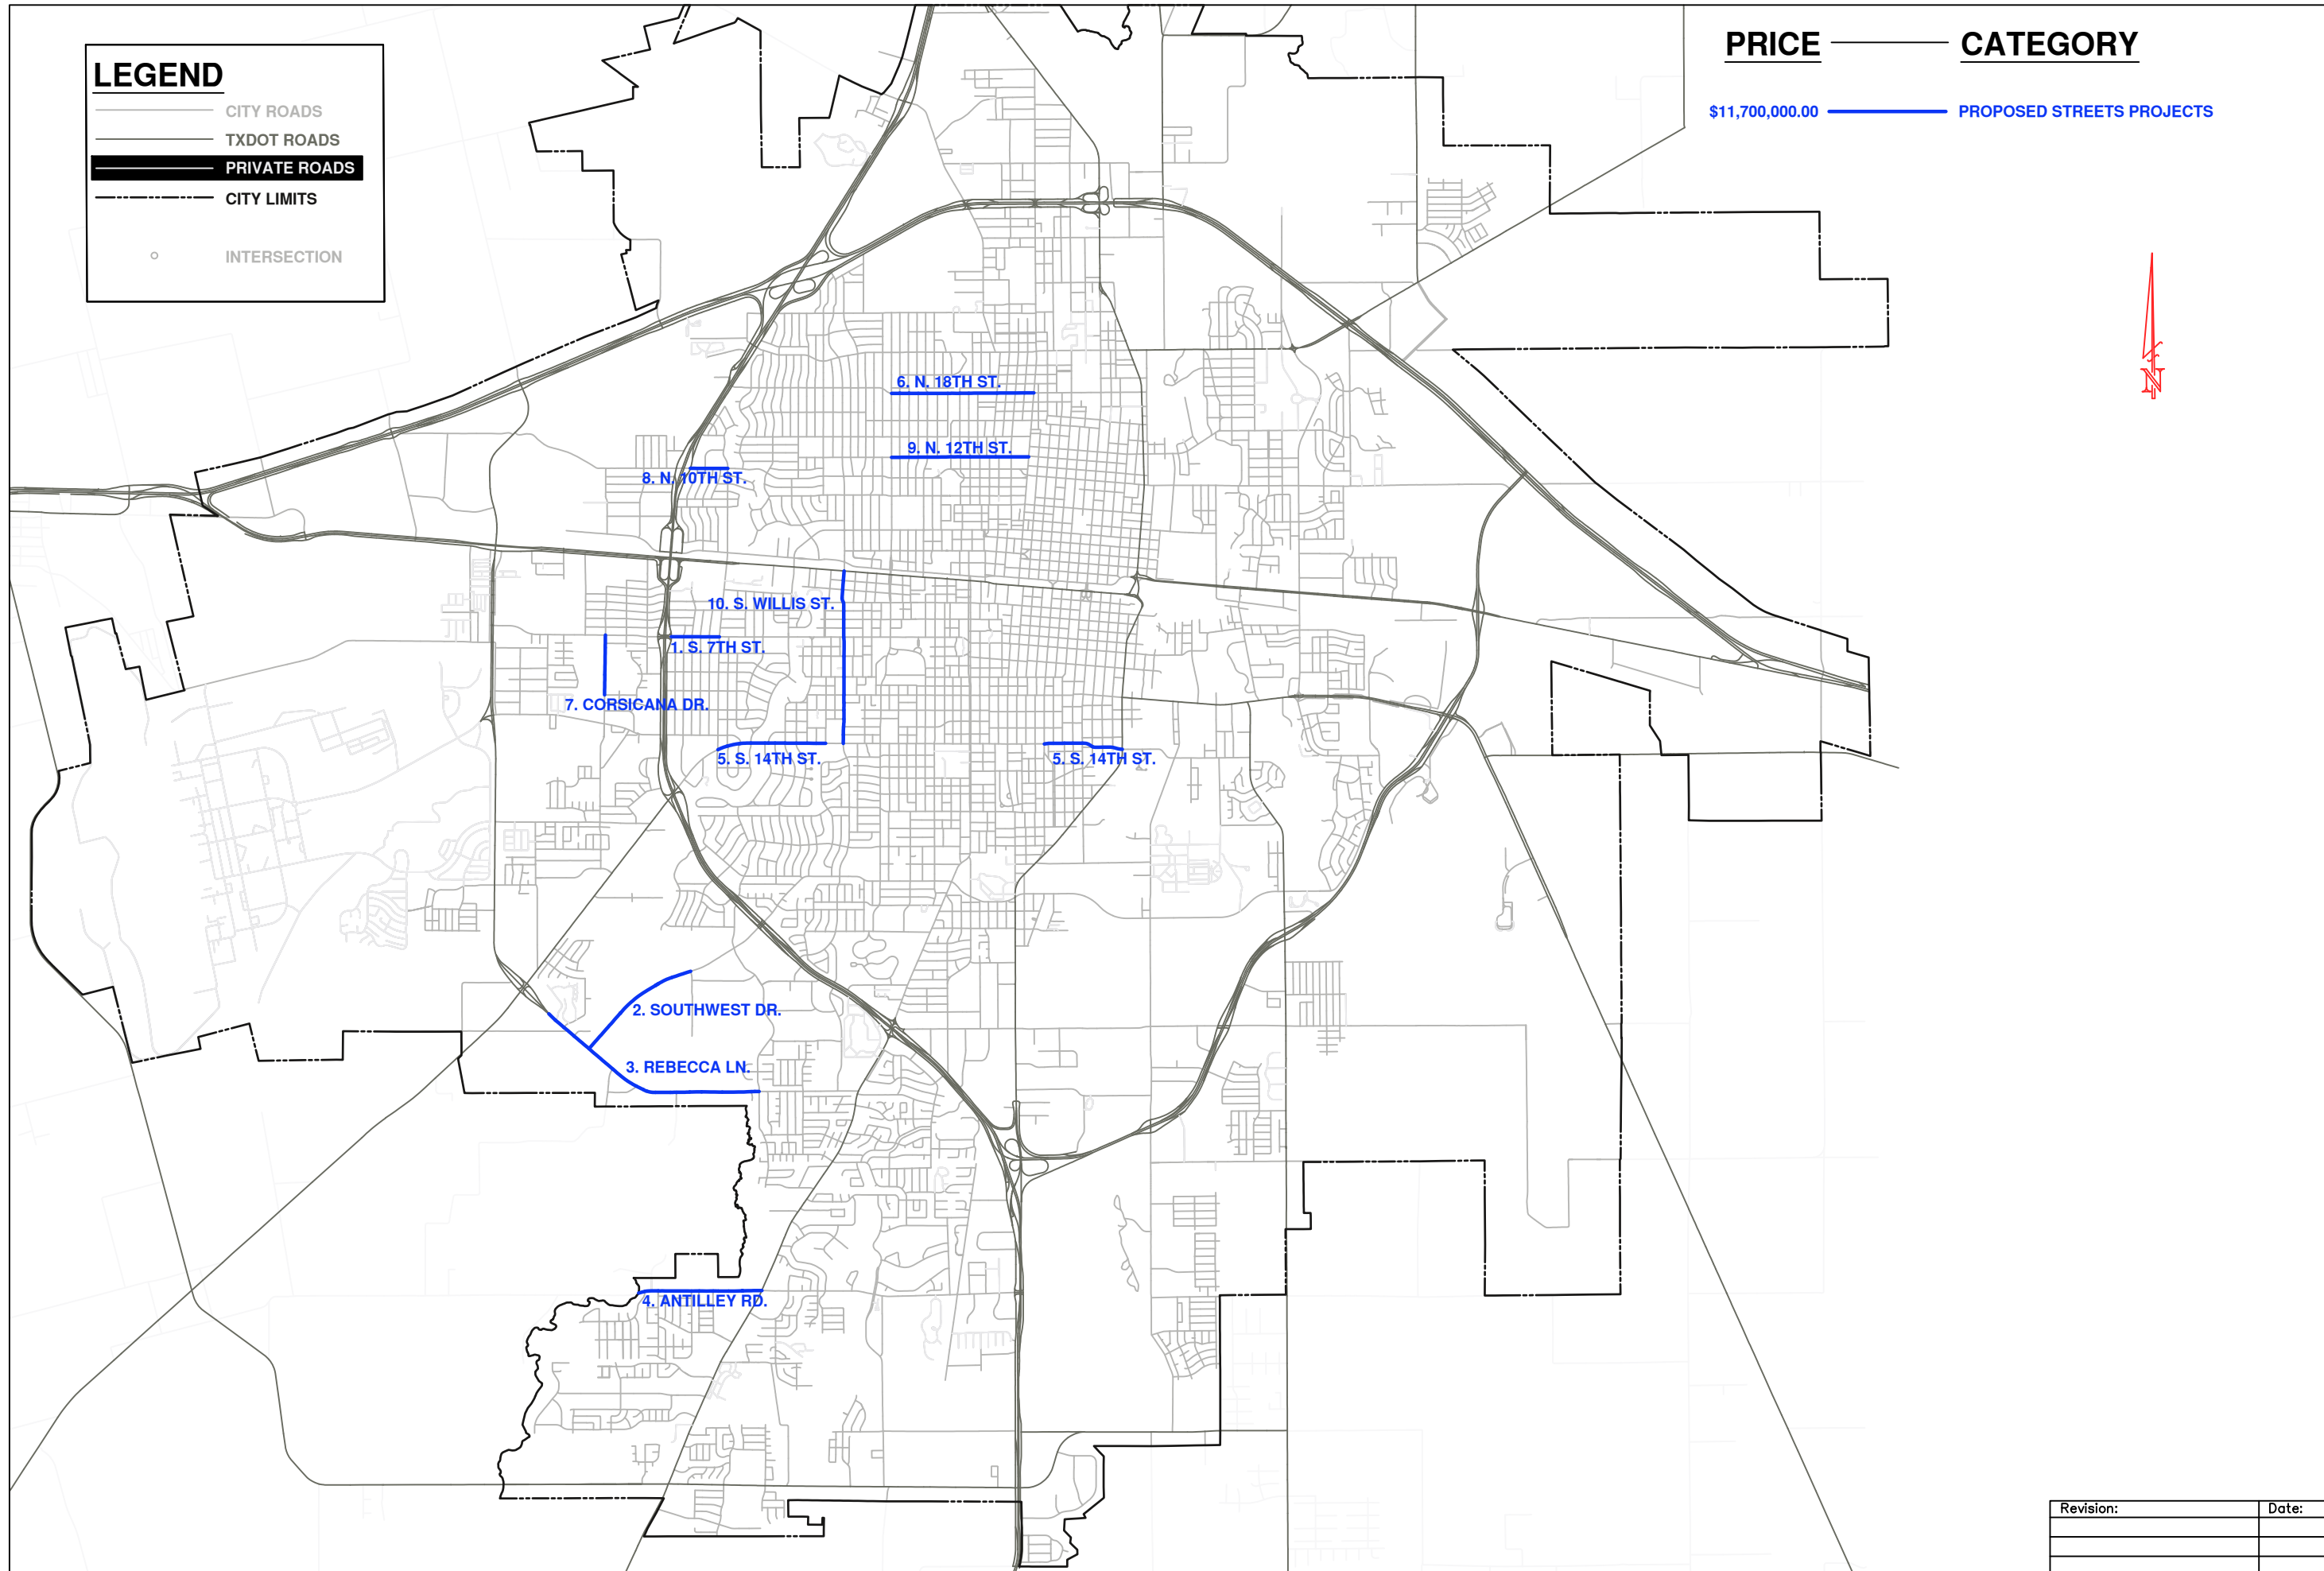 LEGEND
CITY ROADS
TXDOT ROADS
PRIVATE ROADS
CITY LIMITS
INTERSECTION
PRICE CATEGORY
$11,700,000.00 PROPOSED STREETS PROJECTS
N
6. N. 18TH ST.
9. N. 12TH ST.
8. N. 10TH ST.
10. S. WILLIS ST.
1. S. 7TH ST.
7. CORSICANA DR.
5. S. 14TH ST.
5. S. 14TH ST.
2. SOUTHWEST DR.
3. REBECCA LN.
4. ANTILLEY RD.
Revision: Date: